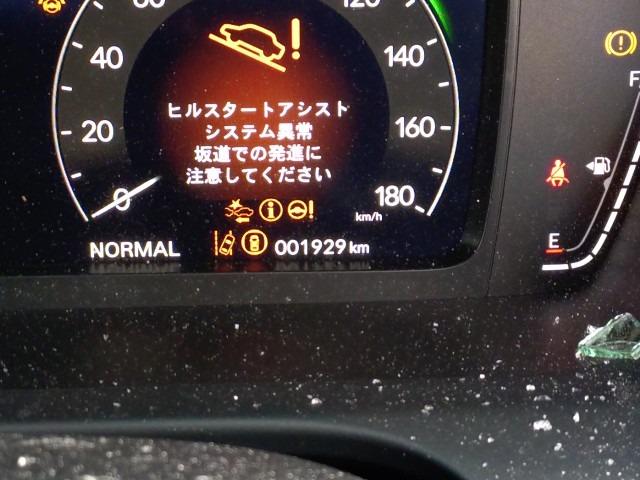 60
120
40
140
ヒルスタートアシスト
システム異常
20
160
坂道での発進に
注意してください
0
180
km/h
NORMAL
001929 km
F
E